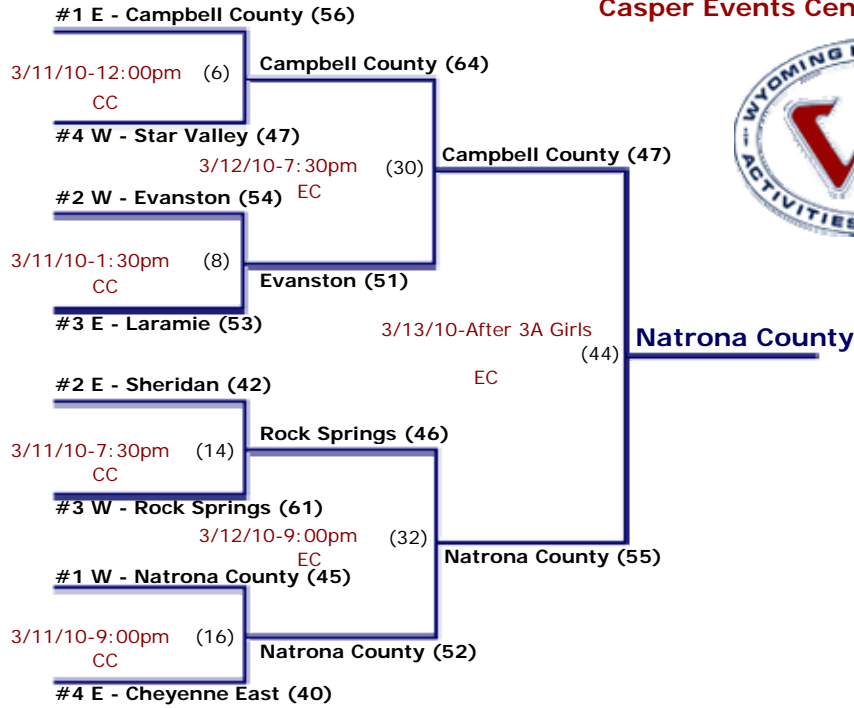 #1 E - Campbell County (56)
Casper Events Cen
3/11/10-12:00pm (6)
CC
Campbell County (64)
#4 W - Star Valley (47)
3/12/10-7:30pm (30)
EC
Campbell County (47)
#2 W - Evanston (54)
3/11/10-1:30pm (8)
CC
Evanston (51)
#3 E - Laramie (53)
3/13/10-After 3A Girls
(44)
EC
Natrona County
#2 E - Sheridan (42)
3/11/10-7:30pm (14)
CC
Rock Springs (46)
#3 W - Rock Springs (61)
3/12/10-9:00pm (32)
EC
Natrona County (55)
#1 W - Natrona County (45)
3/11/10-9:00pm (16)
CC
Natrona County (52)
#4 E - Cheyenne East (40)
WYOMING
ACTIVITIES